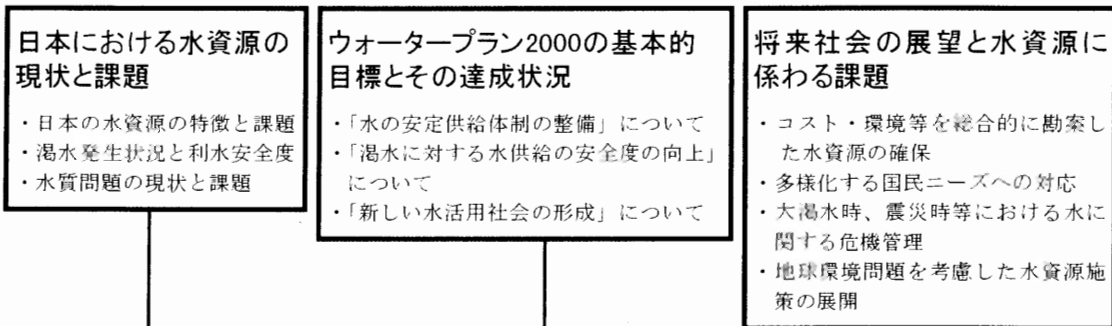 日本における水資源の
現状と課題
・日本の水資源の特徴と課題
・渇水発生状況と利水安全度
・水質問題の現状と課題
ウォータープラン2000の基本的
目標とその達成状況
・「水の安定供給体制の整備」について
・「渇水に対する水供給の安全度の向上」
について
・「新しい水活用社会の形成」について
将来社会の展望と水資源に
係わる課題
・コスト・環境等を総合的に勘案し
た水資源の確保
・多様化する国民ニーズへの対応
・大渇水時、震災時等における水に
関する危機管理
・地球環境問題を考慮した水資源施
策の展開